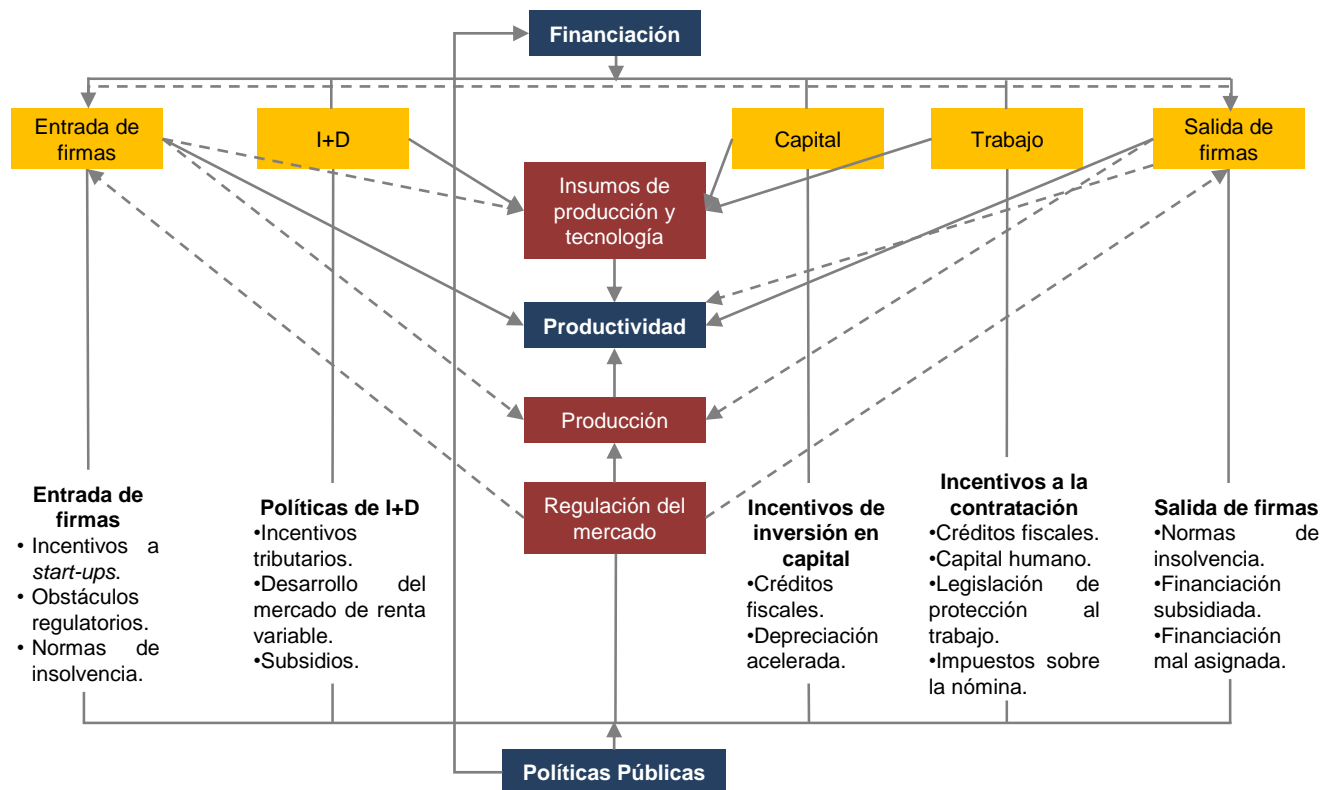 Financiación
Entrada de
firmas
I+D
Capital
Trabajo
Salida de
firmas
Insumos de
producción y
tecnología
Productividad
Producción
Regulación del
mercado
Entrada de
firmas
• Incentivos a
start-ups.
• Obstáculos
regulatorios.
• Normas de
insolvencia.
Políticas de I+D
•Incentivos
tributarios.
•Desarrollo del
mercado de renta
variable.
•Subsidios.
Incentivos de
inversión en
capital
•Créditos
fiscales.
•Depreciación
acelerada.
Incentivos a la
contratación
•Créditos fiscales.
•Capital humano.
•Legislación de
protección al
trabajo.
•Impuestos sobre
la nómina.
Salida de firmas
•Normas de
insolvencia.
•Financiación
subsidiada.
•Financiación
mal asignada.
Políticas Públicas